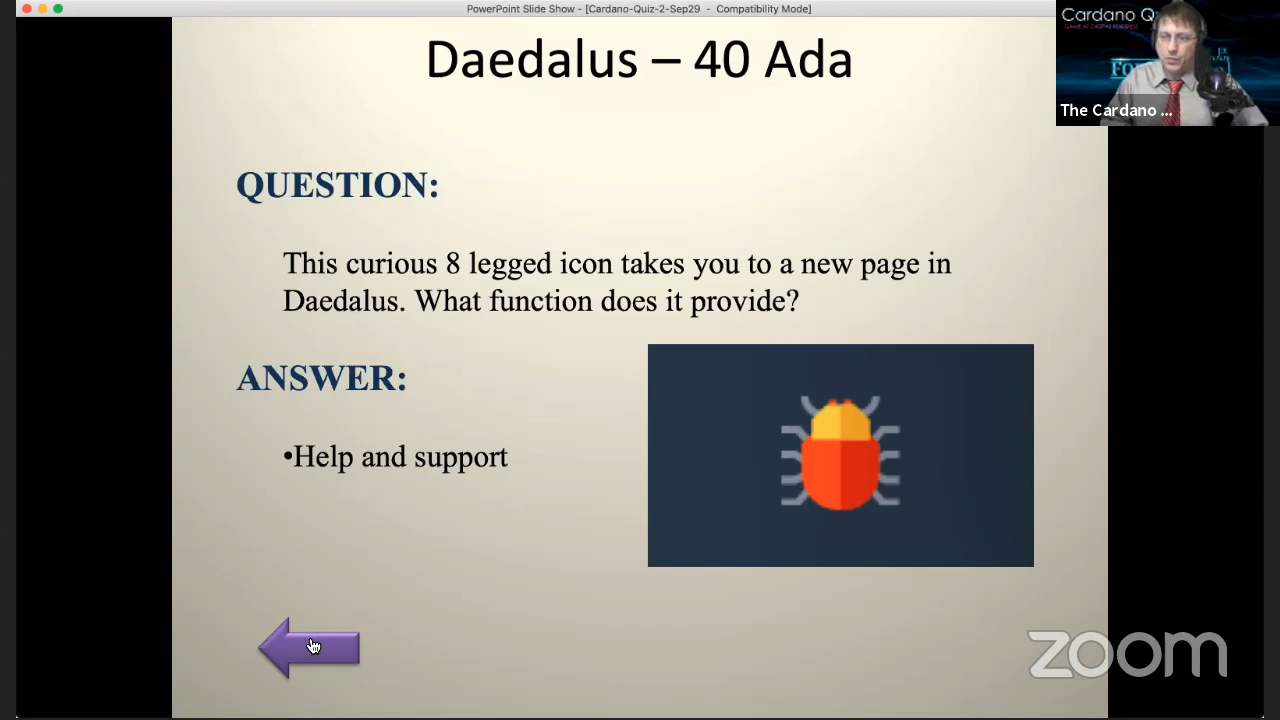 PowerPoint Slide Show - [Cardano-Quiz-2-Sep29 - Compatibility Mode]
Cardano Q
The Cardano ...
Daedalus – 40 Ada
QUESTION:
This curious 8 legged icon takes you to a new page in
Daedalus. What function does it provide?
ANSWER:
•Help and support
zoom